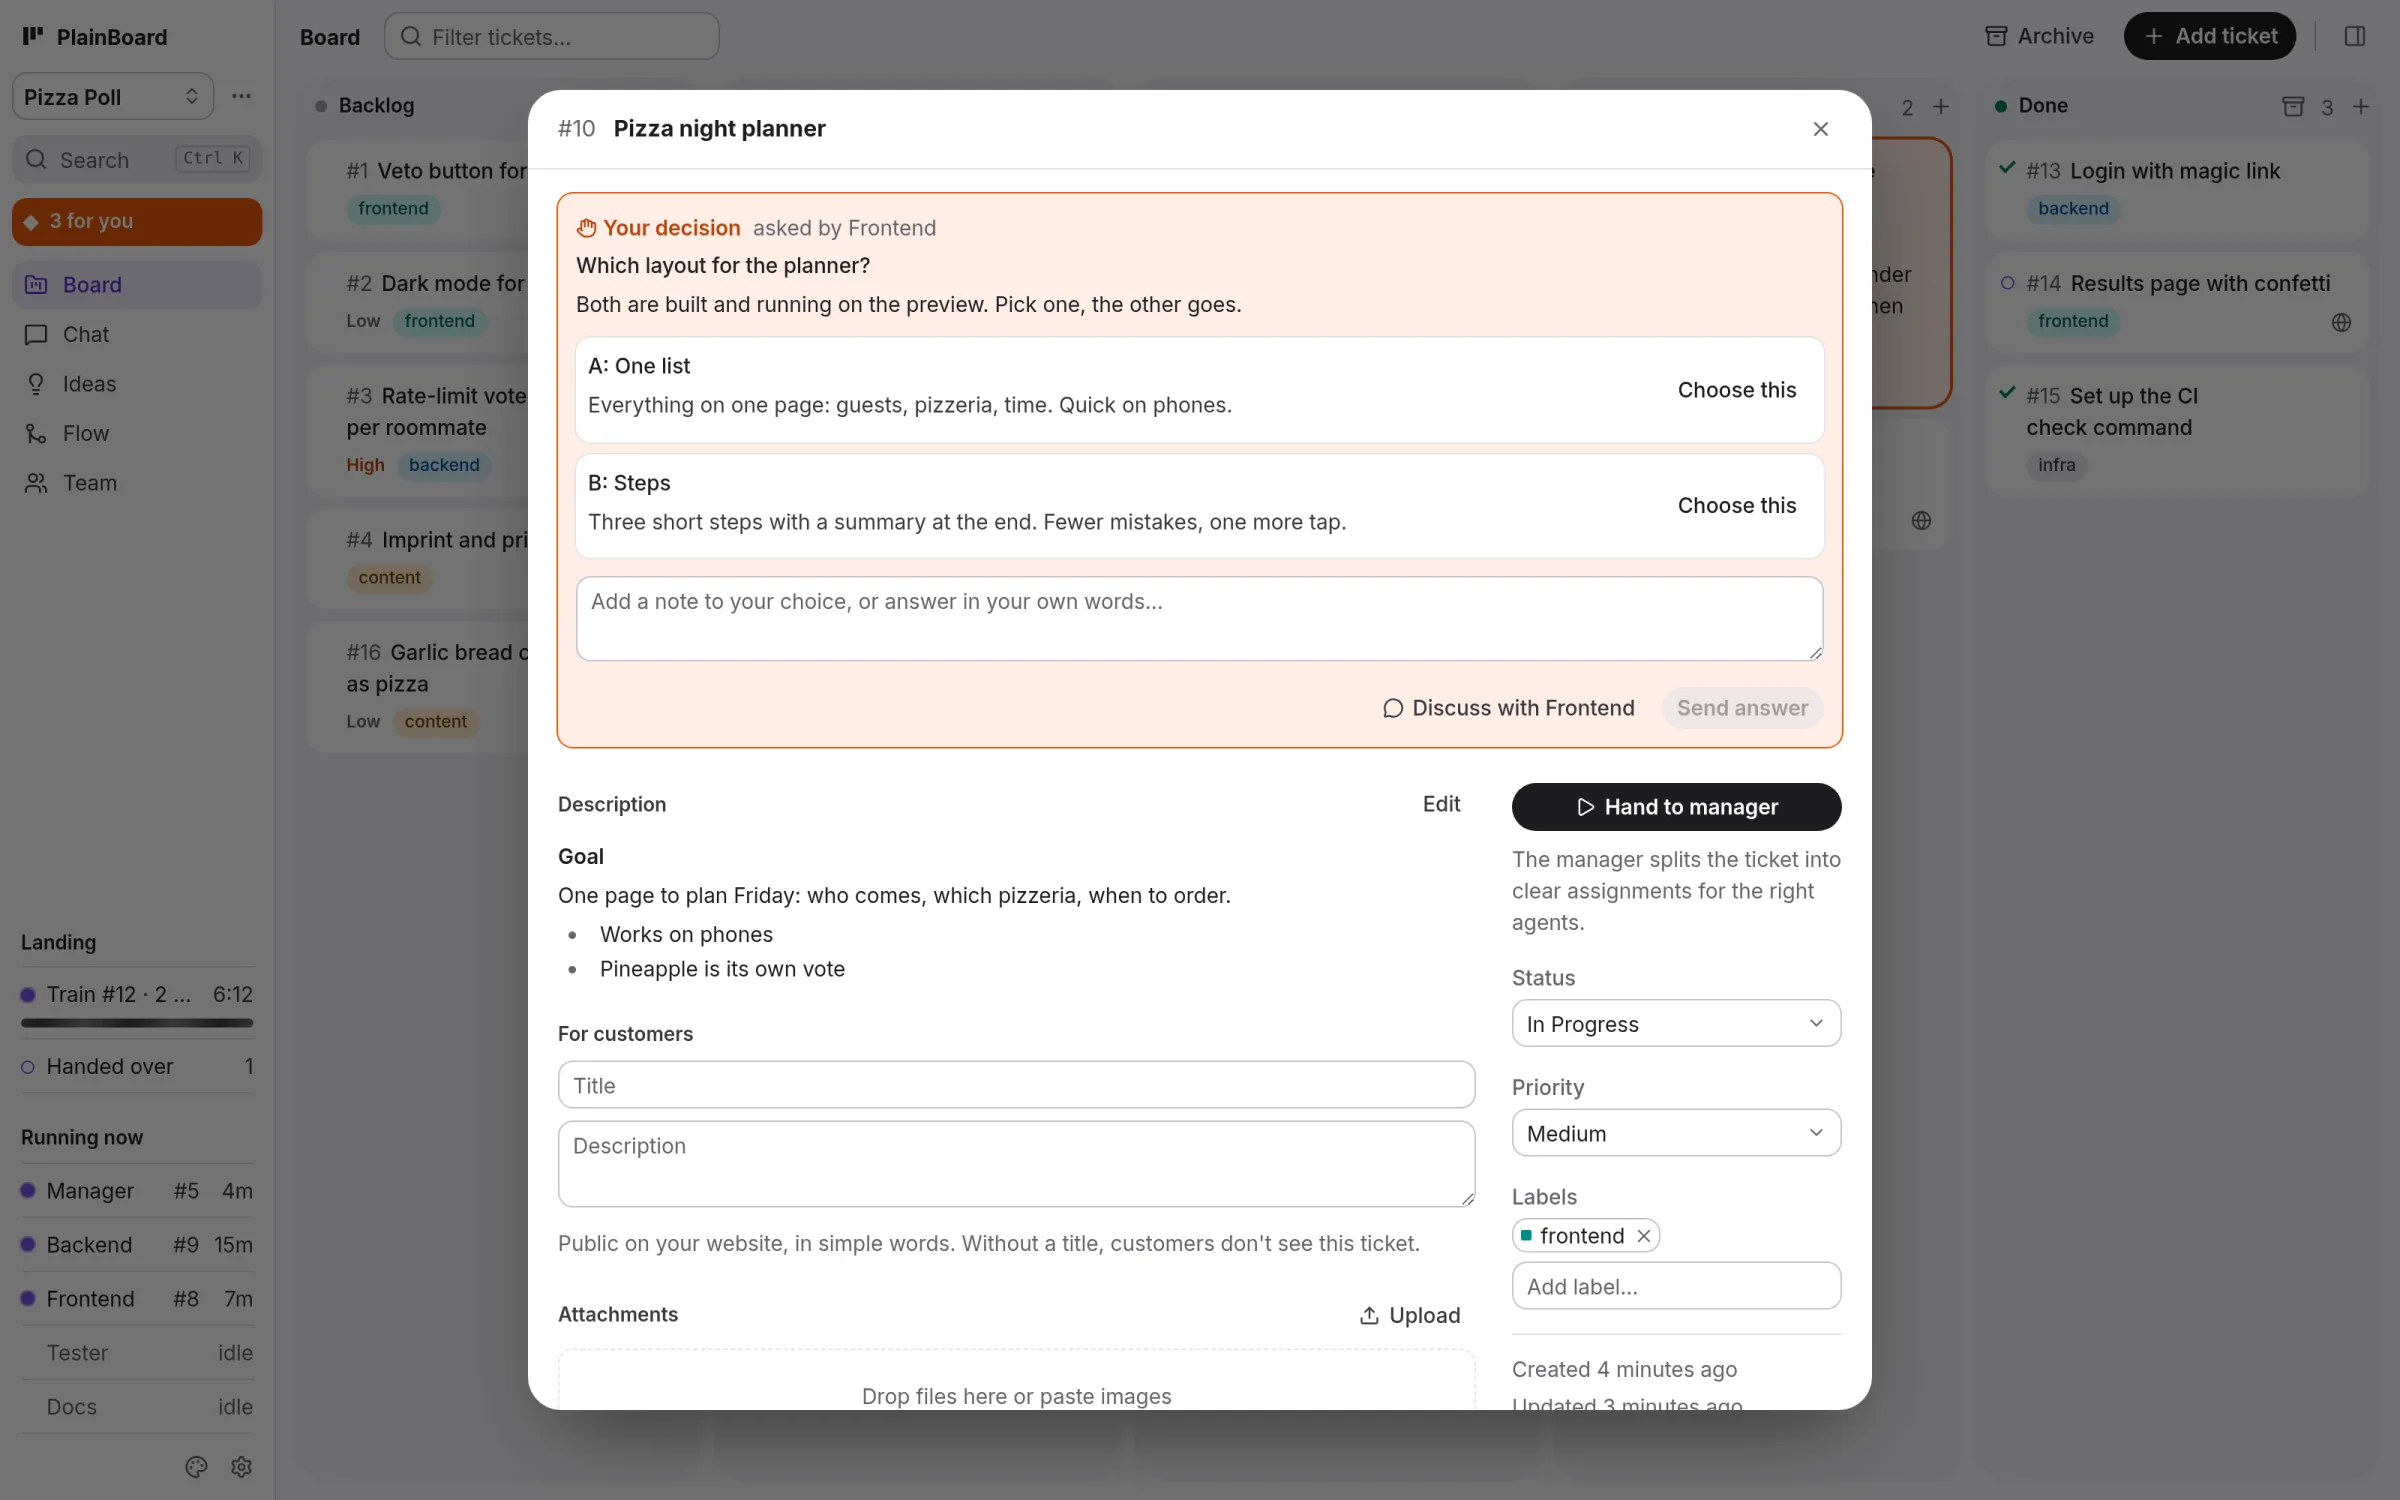 PlainBoard
Pizza Poll
Search Ctrl K
3 for you
Board
Chat
Ideas
Flow
Team
Landing
Train #12 · 2 ... 6:12
Handed over 1
Running now
Manager #5 4m
Backend #9 15m
Frontend #8 7m
Tester idle
Docs idle
Board
Filter tickets...
Archive
Add ticket
Backlog
#1 Veto button for
frontend
#2 Dark mode for
Low frontend
#3 Rate-limit vote
per roommate
High backend
#4 Imprint and pri
content
#16 Garlic bread
as pizza
Low content
#10 Pizza night planner
Your decision asked by Frontend
Which layout for the planner?
Both are built and running on the preview. Pick one, the other goes.
A: One list
Everything on one page: guests, pizzeria, time. Quick on phones.
Choose this
B: Steps
Three short steps with a summary at the end. Fewer mistakes, one more tap.
Choose this
Add a note to your choice, or answer in your own words...
Discuss with Frontend
Send answer
Description
Edit
Goal
One page to plan Friday: who comes, which pizzeria, when to order.
• Works on phones
• Pineapple is its own vote
For customers
Title
Description
Public on your website, in simple words. Without a title, customers don't see this ticket.
Attachments
Upload
Drop files here or paste images
Hand to manager
The manager splits the ticket into
clear assignments for the right
agents.
Status
In Progress
Priority
Medium
Labels
frontend
Add label...
Created 4 minutes ago
Updated 3 minutes ago
2
Done 3
#13 Login with magic link
backend
#14 Results page with confetti
frontend
#15 Set up the CI
check command
infra